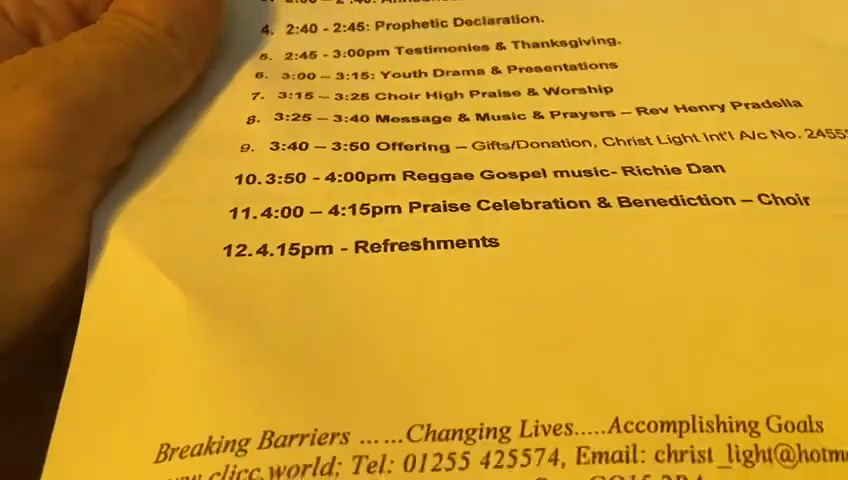 4. 2:40 - 2:45: Prophetic Declaration.
5. 2:45 - 3:00pm Testimonies & Thanksgiving.
6. 3:00 – 3:15: Youth Drama & Presentations
7. 3:15 – 3:25 Choir High Praise & Worship
8. 3:25 – 3:40 Message & Music & Prayers – Rev Henry Pradella
9. 3:40 – 3:50 Offering – Gifts/Donation, Christ Light Int'l A/c No. 2455
10.3:50 - 4:00pm Reggae Gospel music- Richie Dan
11.4:00 – 4:15pm Praise Celebration & Benediction – Choir
12.4.15pm - Refreshments
Breaking Barriers ......Changing Lives.....Accomplishing Goals
clicc.world; Tel: 01255 425574, Email: christ_light@hotm